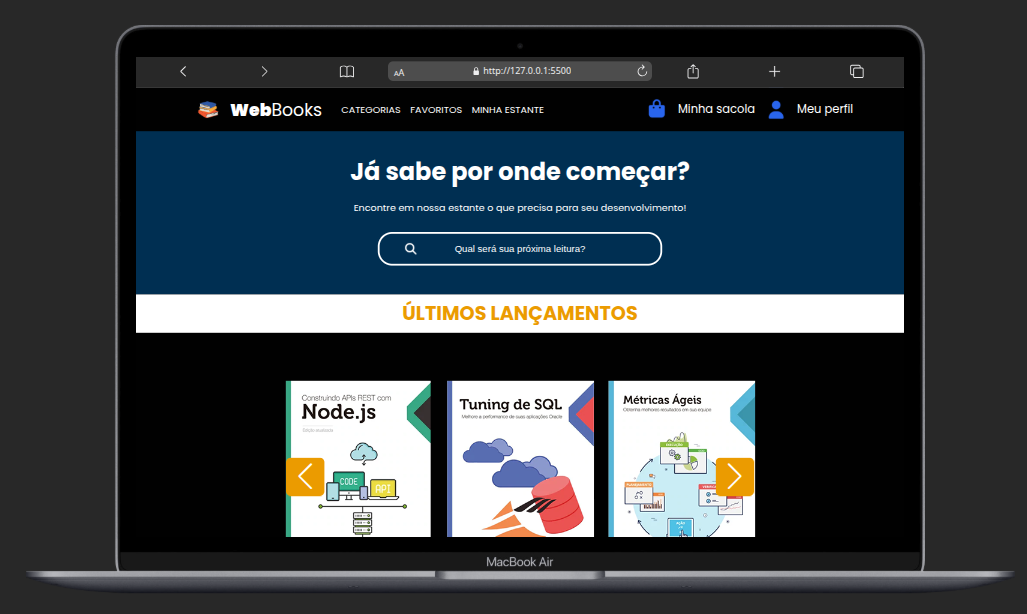 AA
http://127.0.0.1:5500
WebBooks
CATEGORIAS
FAVORITOS
MINHA ESTANTE
Minha sacola
Meu perfil
Já sabe por onde começar?
Encontre em nossa estante o que precisa para seu desenvolvimento!
Qual será sua próxima leitura?
ÚLTIMOS LANÇAMENTOS
Construindo APIs REST com
Node.js
CODE
API
Tuning de SQL
Melhore a performance de suas aplicações Oracle
Métricas Ágeis
Obtenha melhores resultados em sua equipe
MacBook Air